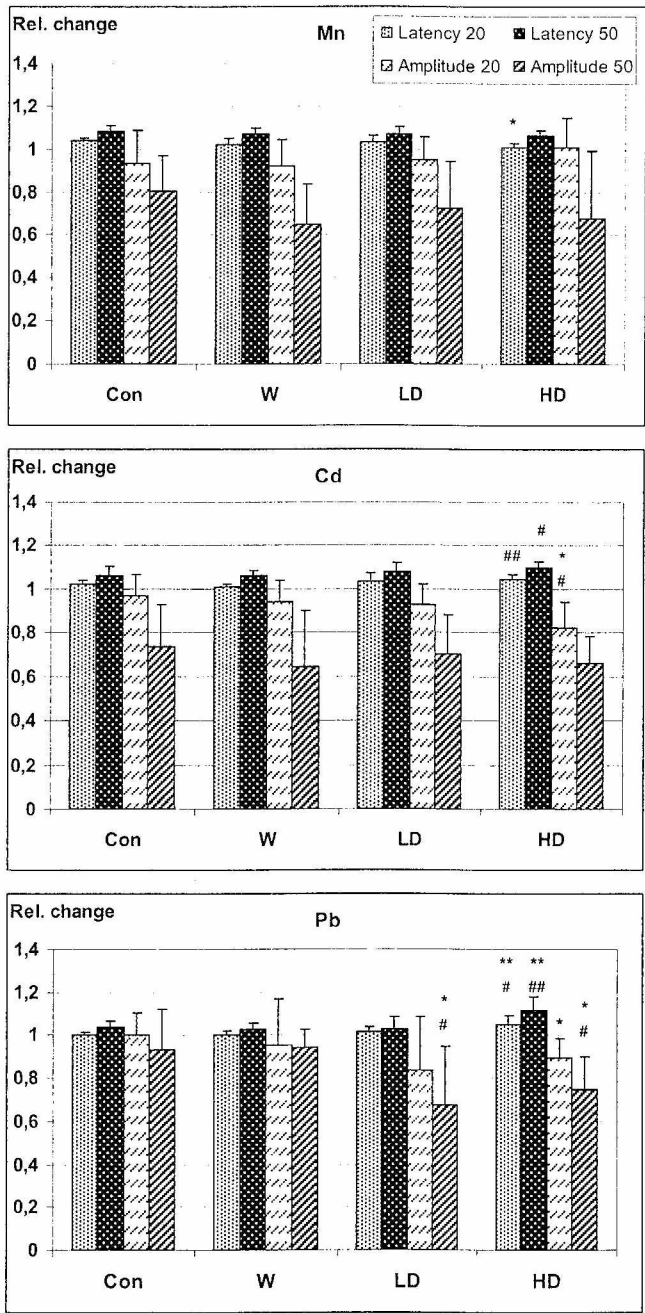 Rel. change
Mn
Latency 20 Latency 50
Amplitude 20 Amplitude 50
1,4
1,2
*
1
0,8
0,6
0,4
0,2
0
Con W LD HD
Rel. change
Cd
1,4
#
1,2
## *
#
1
0,8
0,6
0,4
0,2
0
Con W LD HD
Rel. change
Pb
1,4
** **
# ##
1,2
* * *
# #
1
0,8
0,6
0,4
0,2
0
Con W LD HD